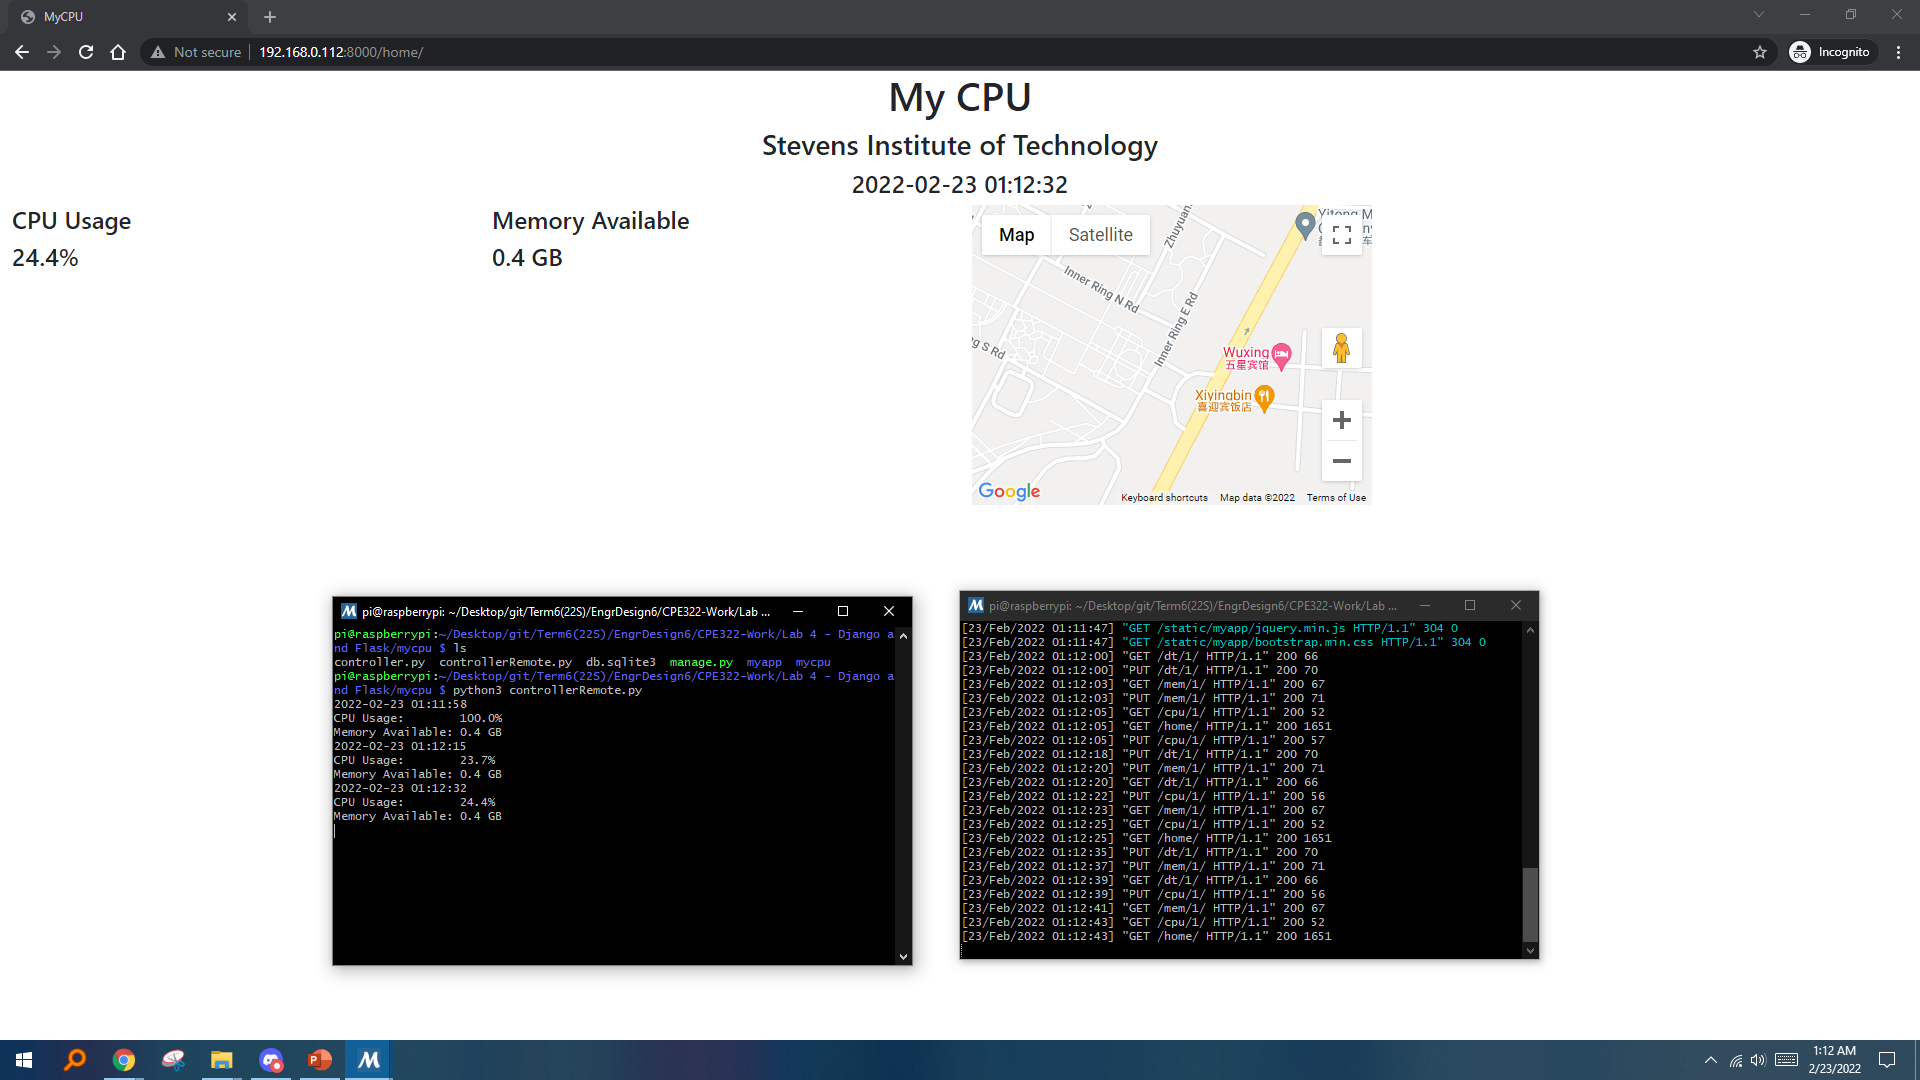 MyCPU
Not secure
192.168.0.112:8000/home/
Incognito
My CPU
Stevens Institute of Technology
2022-02-23 01:12:32
CPU Usage
24.4%
Memory Available
0.4 GB
Map
Satellite
Inner Ring N Rd
Inner Ring E Rd
g S Rd
Wuxing
五星宾馆
Xiyingbin
喜迎宾饭店
Google
Keyboard shortcuts
Map data ©2022
Terms of Use
pi@raspberrypi: ~/Desktop/git/Term6(22S)/EngrDesign6/CPE322-Work/Lab ...
pi@raspberrypi:~/Desktop/git/Term6(22S)/EngrDesign6/CPE322-Work/Lab 4 - Django a
nd Flask/mycpu $ ls
controller.py controllerRemote.py db.sqlite3 manage.py myapp mycpu
pi@raspberrypi:~/Desktop/git/Term6(22S)/EngrDesign6/CPE322-Work/Lab 4 - Django a
nd Flask/mycpu $ python3 controllerRemote.py
2022-02-23 01:11:58
CPU Usage: 100.0%
Memory Available: 0.4 GB
2022-02-23 01:12:15
CPU Usage: 23.7%
Memory Available: 0.4 GB
2022-02-23 01:12:32
CPU Usage: 24.4%
Memory Available: 0.4 GB
pi@raspberrypi: ~/Desktop/git/Term6(22S)/EngrDesign6/CPE322-Work/Lab ...
[23/Feb/2022 01:11:47] "GET /static/myapp/jquery.min.js HTTP/1.1" 304 0
[23/Feb/2022 01:11:47] "GET /static/myapp/bootstrap.min.css HTTP/1.1" 304 0
[23/Feb/2022 01:12:00] "GET /dt/1/ HTTP/1.1" 200 66
[23/Feb/2022 01:12:00] "PUT /dt/1/ HTTP/1.1" 200 70
[23/Feb/2022 01:12:03] "GET /mem/1/ HTTP/1.1" 200 67
[23/Feb/2022 01:12:03] "PUT /mem/1/ HTTP/1.1" 200 71
[23/Feb/2022 01:12:05] "GET /cpu/1/ HTTP/1.1" 200 52
[23/Feb/2022 01:12:05] "GET /home/ HTTP/1.1" 200 1651
[23/Feb/2022 01:12:05] "PUT /cpu/1/ HTTP/1.1" 200 57
[23/Feb/2022 01:12:18] "PUT /dt/1/ HTTP/1.1" 200 70
[23/Feb/2022 01:12:20] "PUT /mem/1/ HTTP/1.1" 200 71
[23/Feb/2022 01:12:20] "GET /dt/1/ HTTP/1.1" 200 66
[23/Feb/2022 01:12:22] "PUT /cpu/1/ HTTP/1.1" 200 56
[23/Feb/2022 01:12:23] "GET /mem/1/ HTTP/1.1" 200 67
[23/Feb/2022 01:12:25] "GET /cpu/1/ HTTP/1.1" 200 52
[23/Feb/2022 01:12:25] "GET /home/ HTTP/1.1" 200 1651
[23/Feb/2022 01:12:35] "PUT /dt/1/ HTTP/1.1" 200 70
[23/Feb/2022 01:12:37] "PUT /mem/1/ HTTP/1.1" 200 71
[23/Feb/2022 01:12:39] "GET /dt/1/ HTTP/1.1" 200 66
[23/Feb/2022 01:12:39] "PUT /cpu/1/ HTTP/1.1" 200 56
[23/Feb/2022 01:12:41] "GET /mem/1/ HTTP/1.1" 200 67
[23/Feb/2022 01:12:43] "GET /cpu/1/ HTTP/1.1" 200 52
[23/Feb/2022 01:12:43] "GET /home/ HTTP/1.1" 200 1651
1:12 AM
2/23/2022